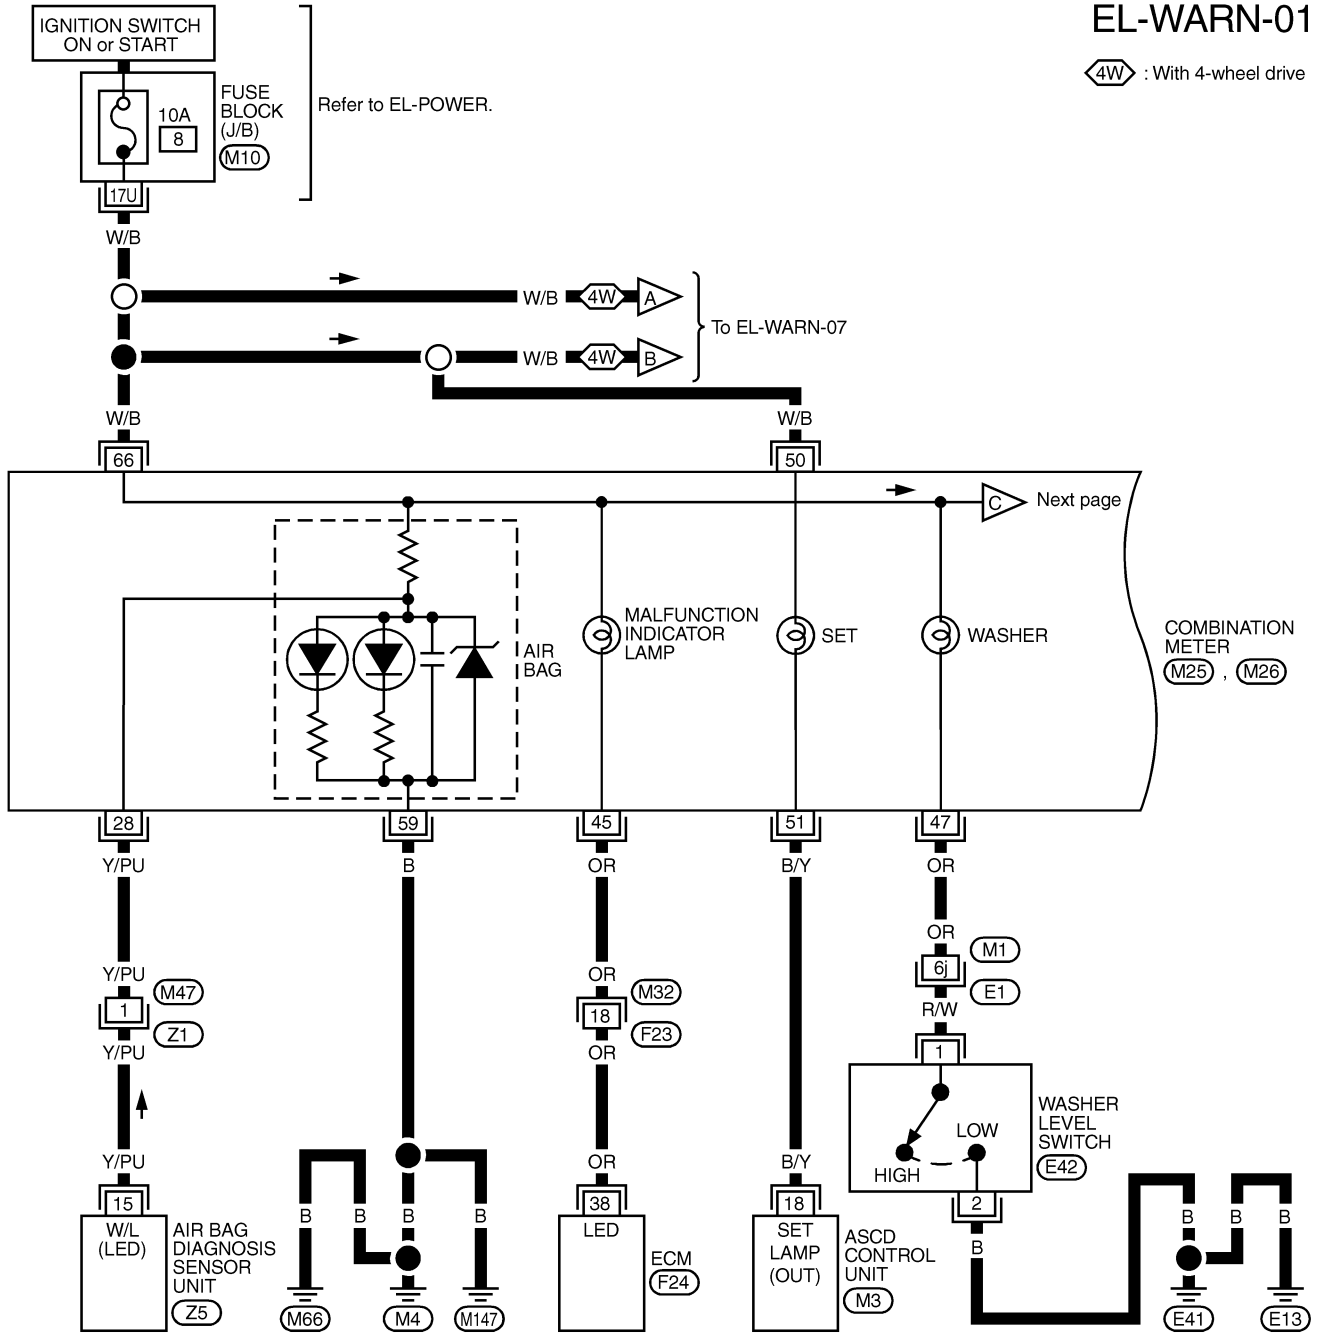 EL-WARN-01
4W : With 4-wheel drive
IGNITION SWITCH
ON or START
10A
8
FUSE
BLOCK
(J/B)
M10
Refer to EL-POWER.
17U
W/B
W/B 4W A
W/B 4W B
To EL-WARN-07
W/B
W/B
66
50
C Next page
AIR
BAG
MALFUNCTION
INDICATOR
LAMP
SET
WASHER
COMBINATION
METER
M25 , M26
28
59
45
51
47
Y/PU
B
OR
B/Y
OR
OR
Y/PU
M47
1
Z1
Y/PU
OR
M32
18
F23
OR
M1
6j
E1
R/W
1
LOW
HIGH
WASHER
LEVEL
SWITCH
E42
2
Y/PU
OR
B/Y
15
38
18
W/L
(LED)
AIR BAG
DIAGNOSIS
SENSOR
UNIT
Z5
B
B
B
B
M66
M4
M147
LED
ECM
F24
SET
LAMP
(OUT)
ASCD
CONTROL
UNIT
M3
B
B
B
B
E41
E13